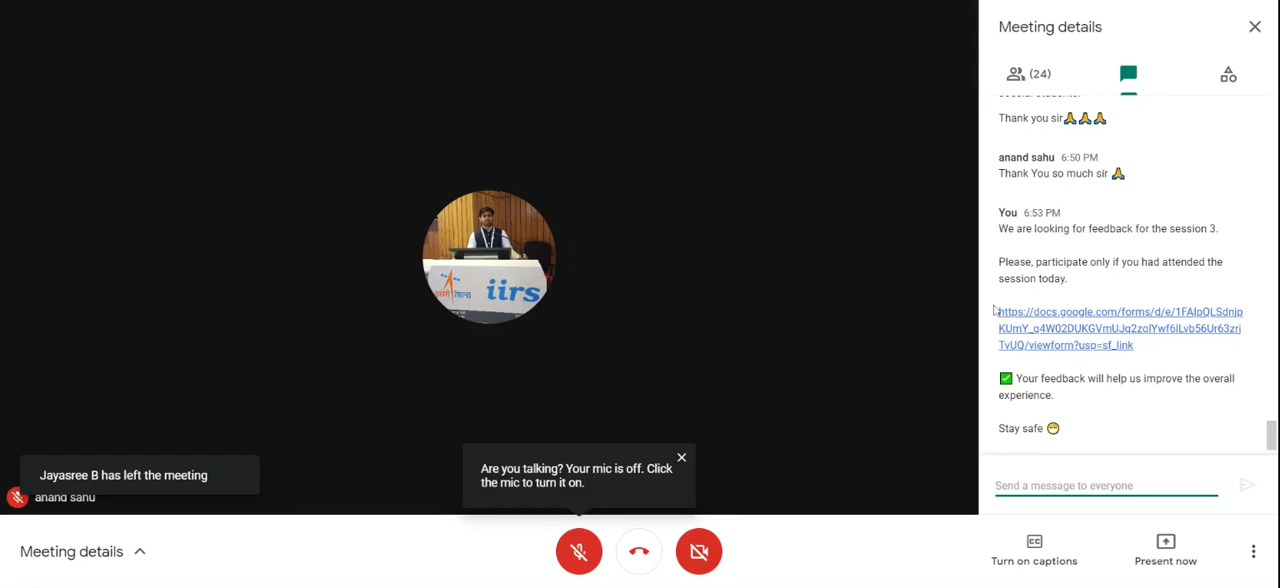 Meeting details
(24)
Thank you sir🙏🙏🙏
anand sahu 6:50 PM
Thank You so much sir 🙏
You 6:53 PM
We are looking for feedback for the session 3.
Please, participate only if you had attended the
session today.
https://docs.google.com/forms/d/e/1FAIpQLSdnjp
KUmY_q4W02DUKGVmUJq2zqIYwf6lLvb56Ur63zrj
TvUQ/viewform?usp=sf_link
✅ Your feedback will help us improve the overall
experience.
Stay safe 😷
Send a message to everyone
iirs
Jayasree B has left the meeting
anand sahu
Are you talking? Your mic is off. Click
the mic to turn it on.
Meeting details
CC
Turn on captions
Present now